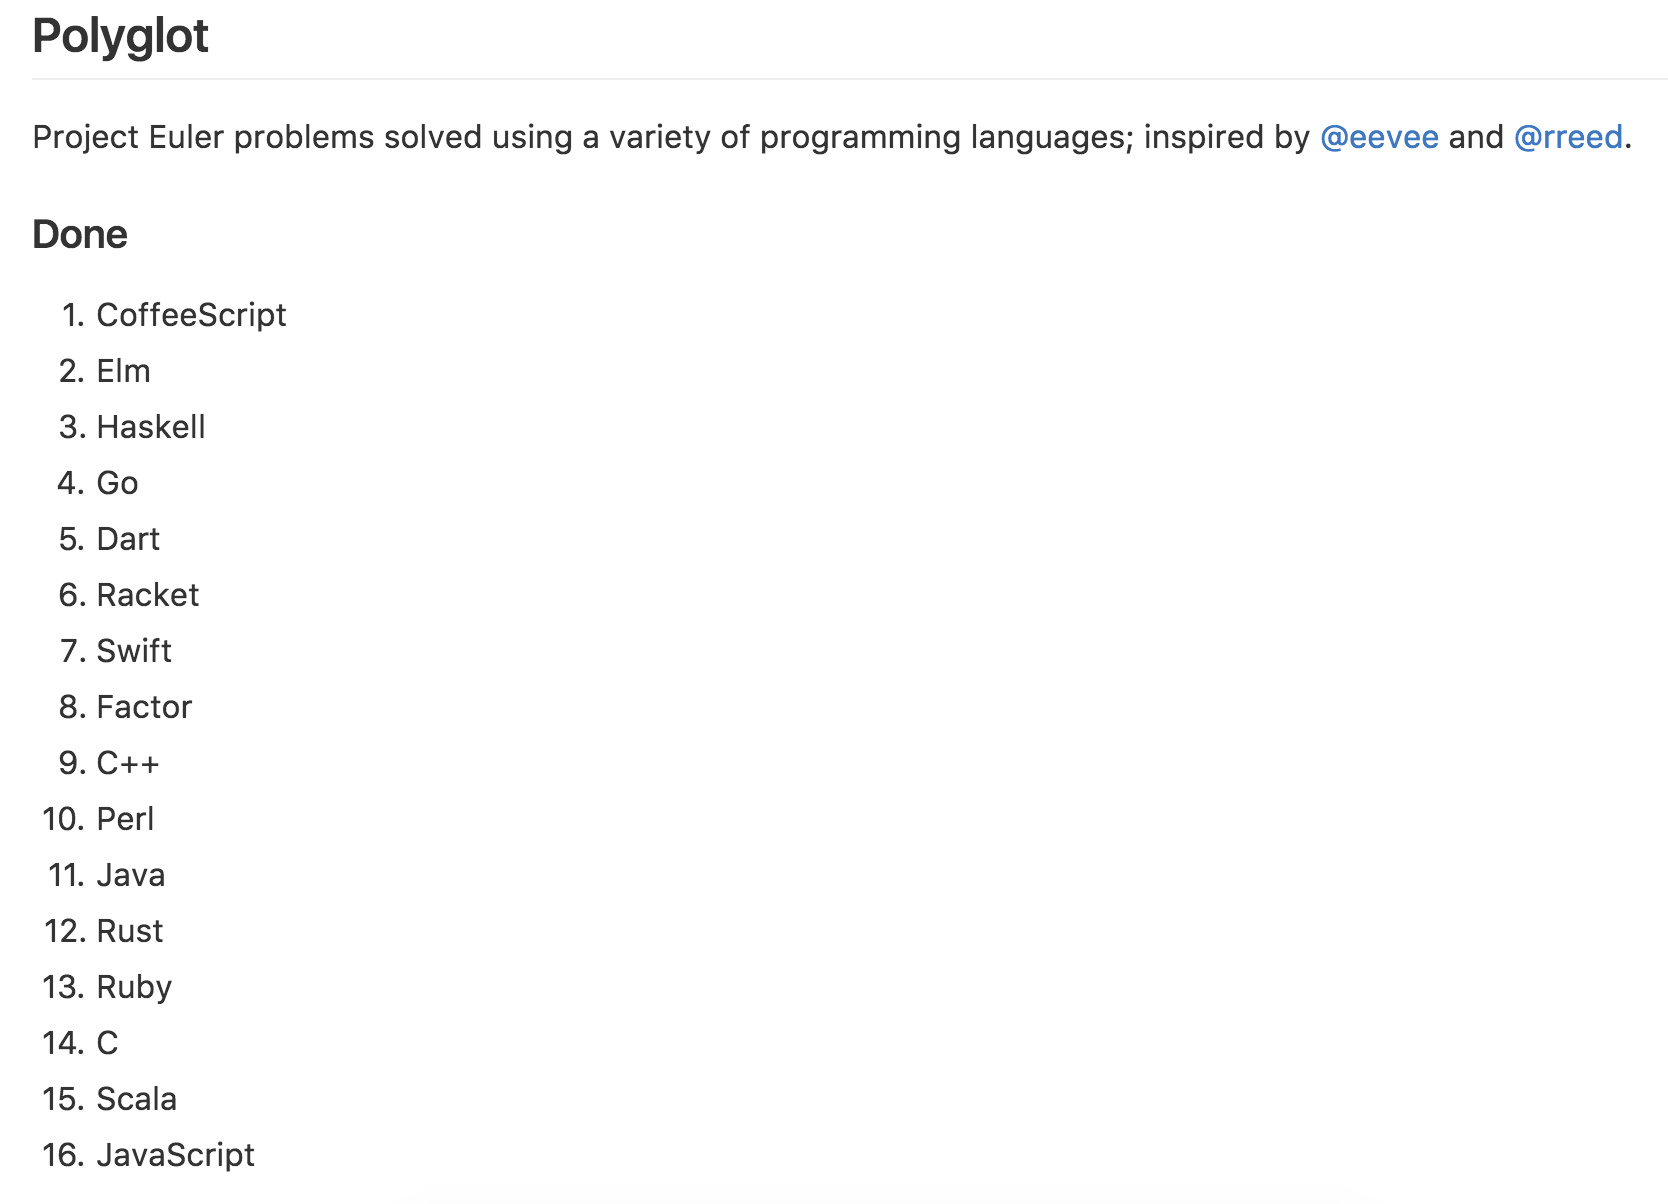 Polyglot
Project Euler problems solved using a variety of programming languages; inspired by @eevee and @rreed.
Done
1. CoffeeScript
2. Elm
3. Haskell
4. Go
5. Dart
6. Racket
7. Swift
8. Factor
9. C++
10. Perl
11. Java
12. Rust
13. Ruby
14. C
15. Scala
16. JavaScript